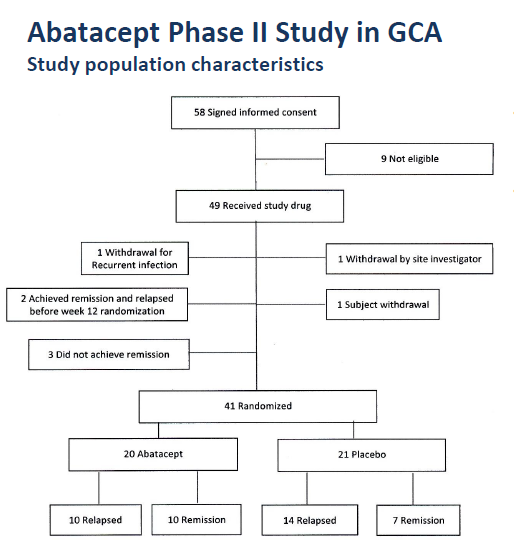 Abatacept Phase II Study in GCA
Study population characteristics
58 Signed informed consent
9 Not eligible
49 Received study drug
1 Withdrawal for
Recurrent infection
1 Withdrawal by site investigator
2 Achieved remission and relapsed
before week 12 randomization
1 Subject withdrawal
3 Did not achieve remission
41 Randomized
20 Abatacept
21 Placebo
10 Relapsed
10 Remission
14 Relapsed
7 Remission